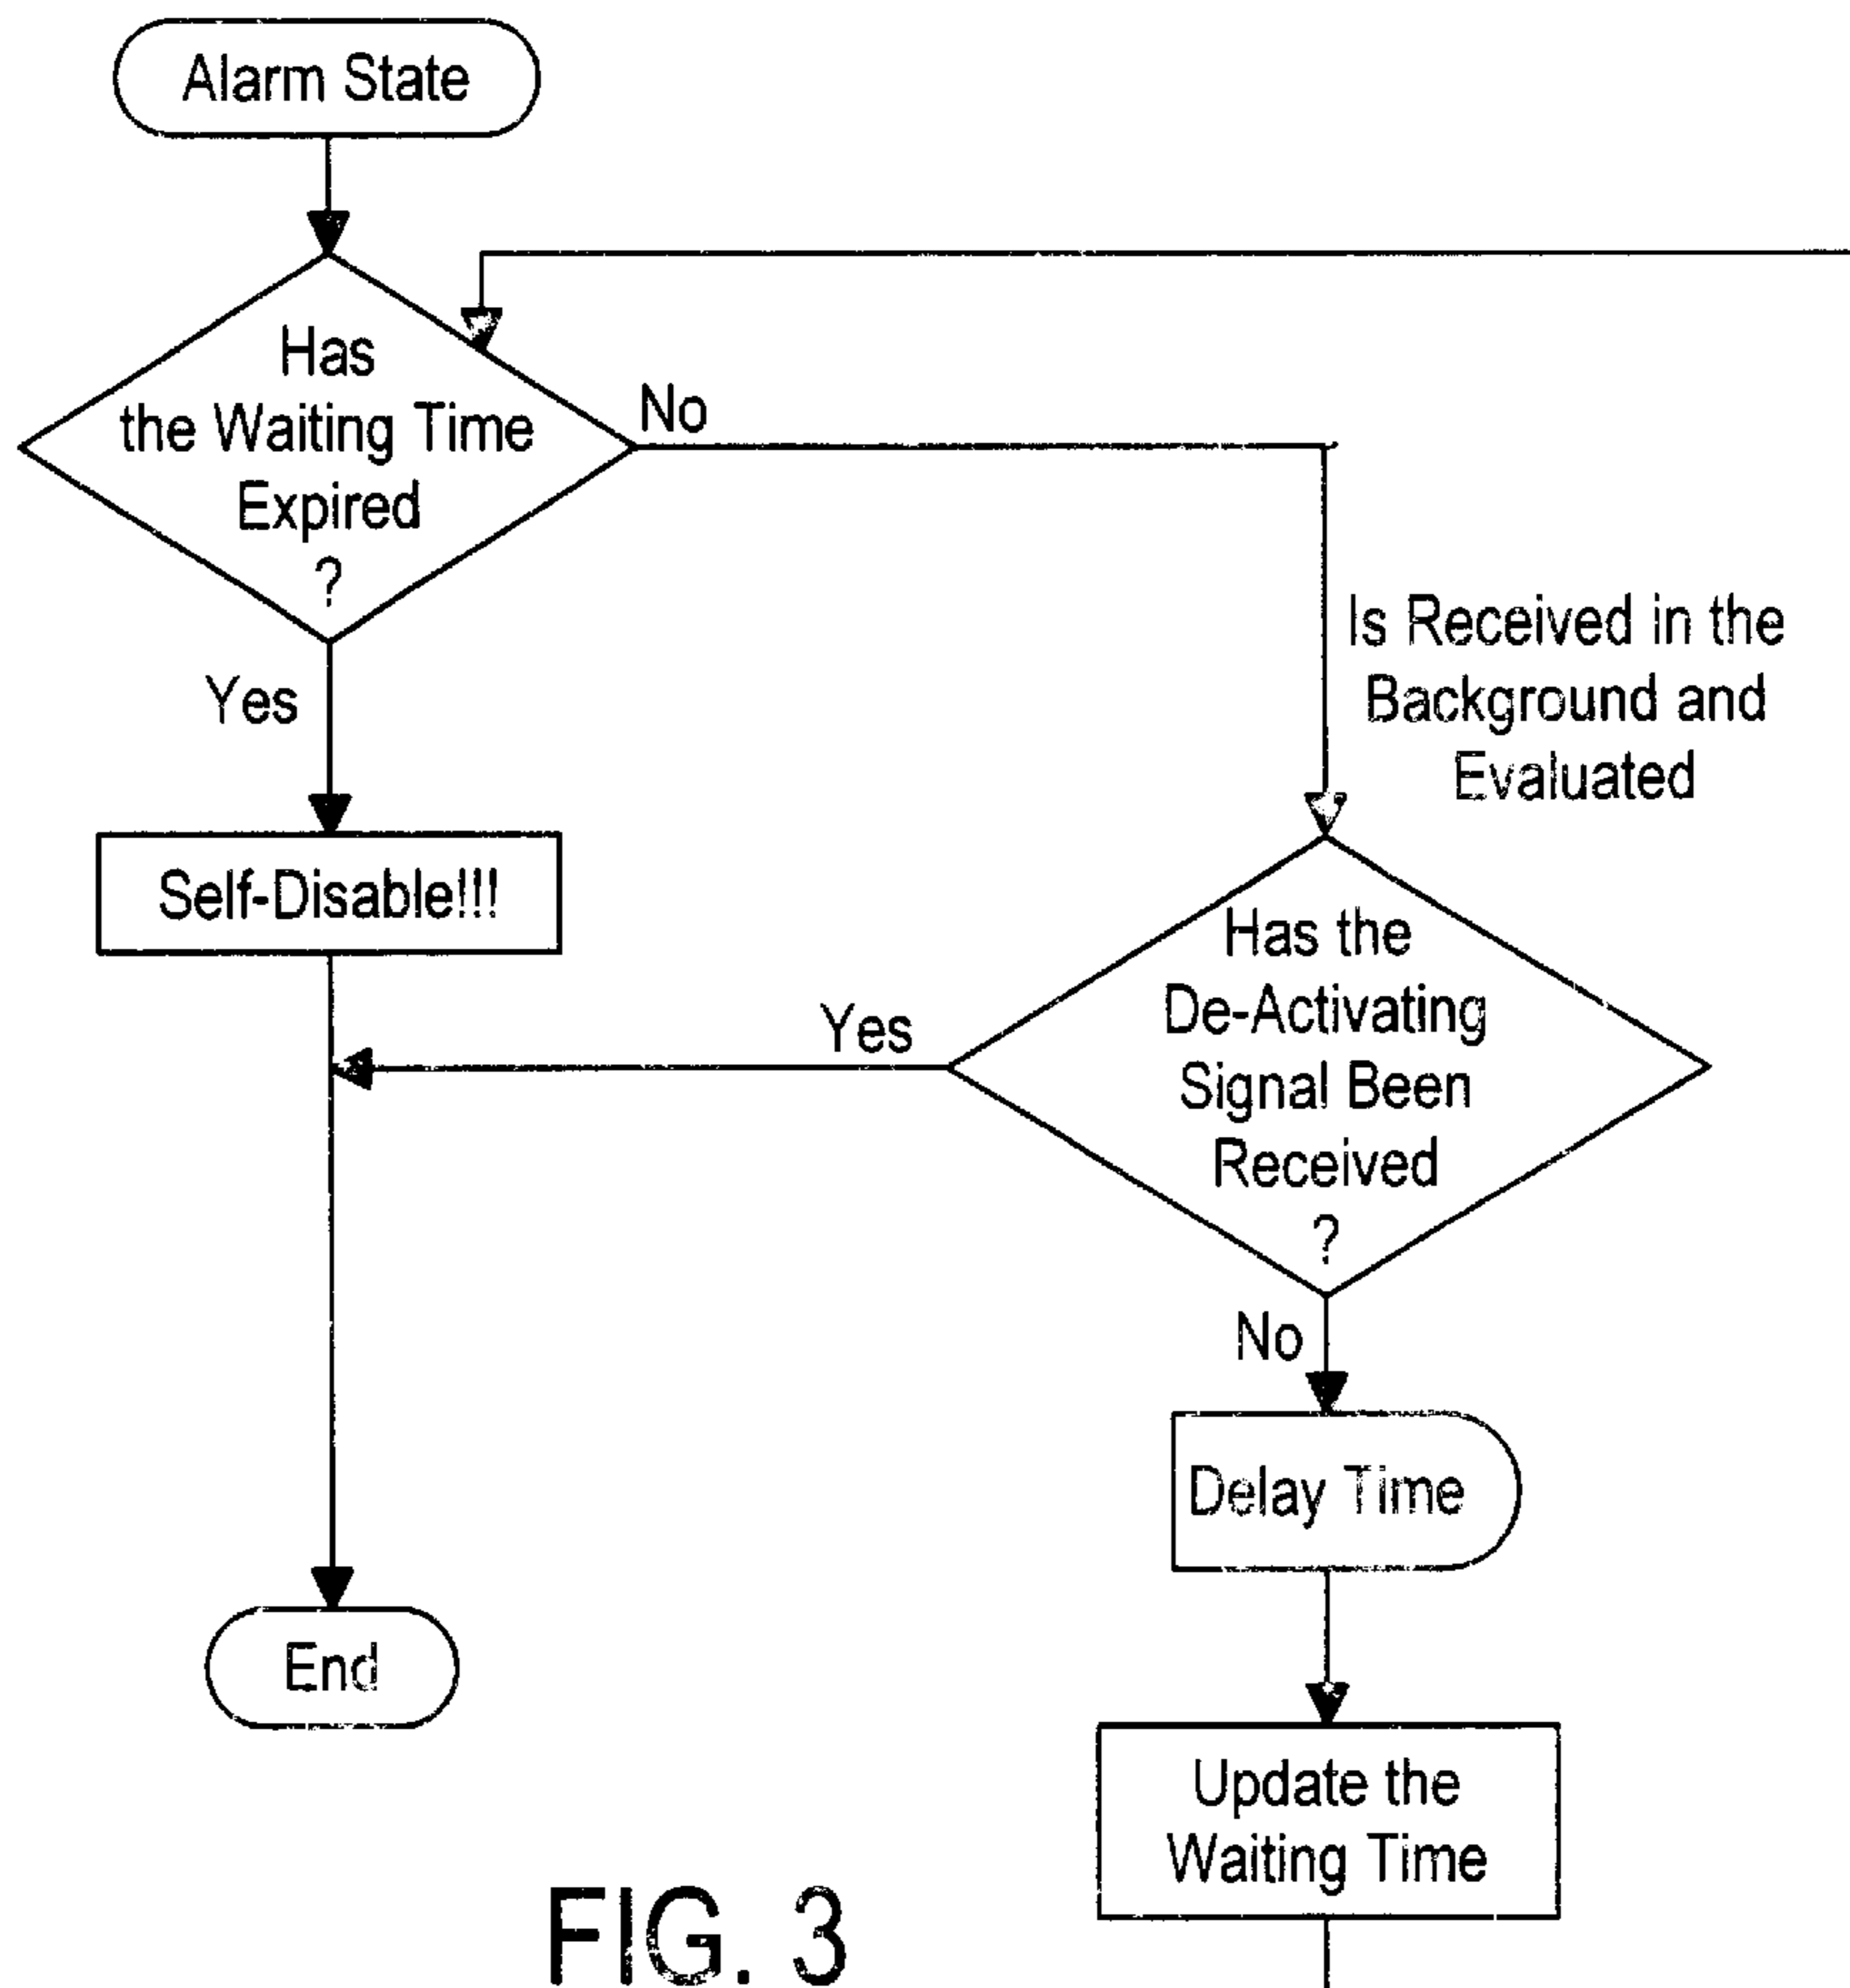 Alarm State
Has
the Waiting Time
Expired
?
No
Yes
Is Received in the
Background and
Evaluated
Self-Disable!!!
Has the
De-Activating
Signal Been
Received
?
Yes
No
Delay Time
End
Update the
Waiting Time
FIG. 3